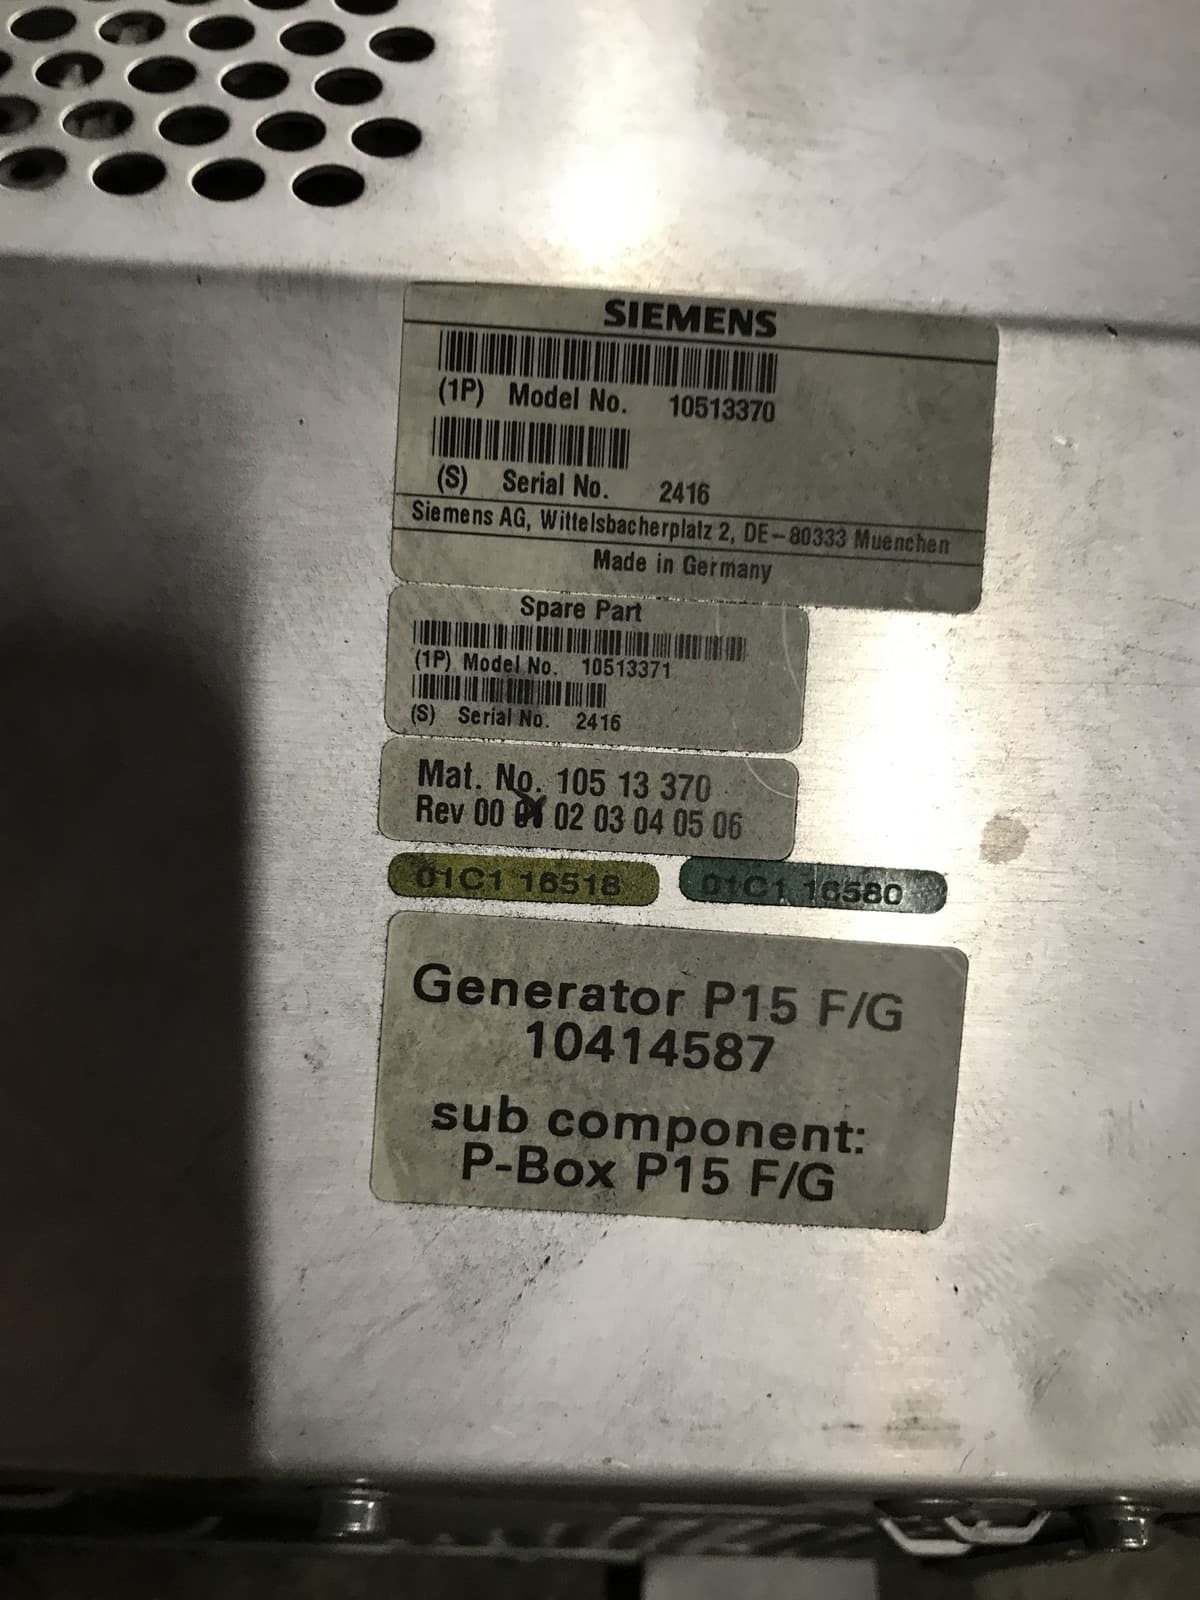 SIEMENS
(1P) Model No. 10513370
(S) Serial No. 2416
Siemens AG, Wittelsbacherplatz 2, DE-80333 Muenchen
Made in Germany
Spare Part
(1P) Model No. 10513371
(S) Serial No. 2416
Mat. No. 105 13 370
Rev 00 01 02 03 04 05 06
01C1 16518
01C1 16580
Generator P15 F/G
10414587
sub component:
P-Box P15 F/G